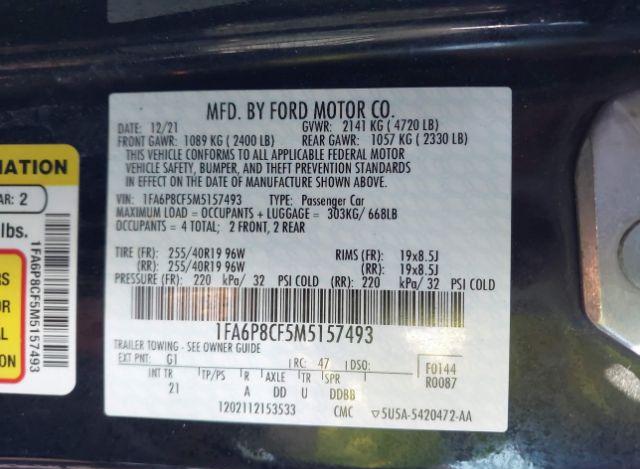 MFD. BY FORD MOTOR CO.
DATE: 12/21 GVWR: 2141 KG ( 4720 LB)
FRONT GAWR: 1089 KG ( 2400 LB) REAR GAWR: 1057 KG ( 2330 LB)
THIS VEHICLE CONFORMS TO ALL APPLICABLE FEDERAL MOTOR
VEHICLE SAFETY, BUMPER, AND THEFT PREVENTION STANDARDS
IN EFFECT ON THE DATE OF MANUFACTURE SHOWN ABOVE.
VIN: 1FA6P8CF5M5157493 TYPE: Passenger Car
MAXIMUM LOAD = OCCUPANTS + LUGGAGE = 303KG/ 668LB
OCCUPANTS = 4 TOTAL; 2 FRONT, 2 REAR
TIRE (FR): 255/40R19 96W RIMS (FR): 19x8.5J
(RR): 255/40R19 96W (RR): 19x8.5J
PRESSURE (FR): 220 kPa/ 32 PSI COLD (RR): 220 kPa/ 32 PSI COLD
1FA6P8CF5M5157493
TRAILER TOWING - SEE OWNER GUIDE
EXT PNT: G1 RC: 47 DSO: F0144
R0087
INT TR TP/PS R AXLE TR SPR
21 A DD U DDBB
1202112153533 CMC ▽5U5A-5420472-AA
MATION
AR: 2
lbs.
RS
OR
AL
ION
1FA6P8CF5M5157493